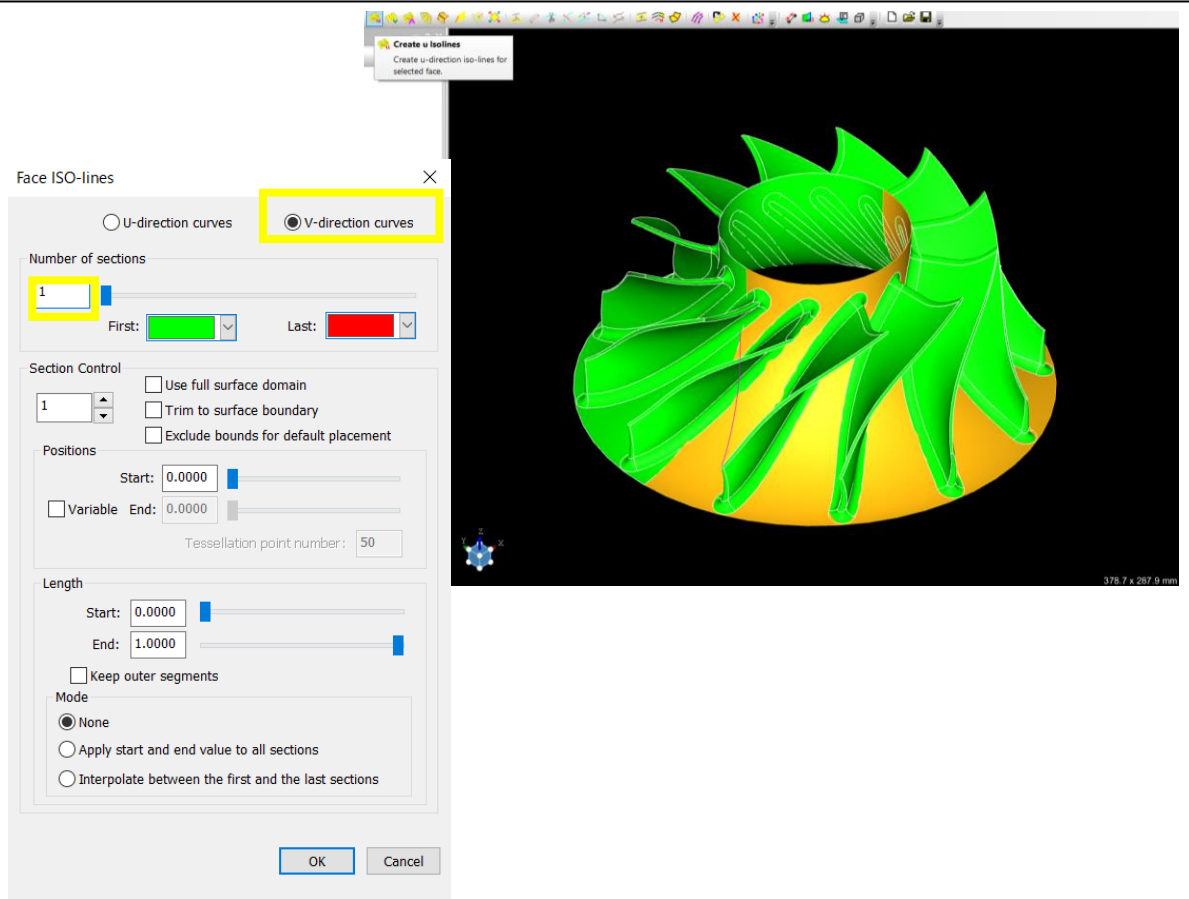 Create u Isolines
Create u-direction iso-lines for
selected face.
Face ISO-lines
U-direction curves
V-direction curves
Number of sections
1
First:
Last:
Section Control
1
Use full surface domain
Trim to surface boundary
Exclude bounds for default placement
Positions
Start: 0.0000
Variable End: 0.0000
Tessellation point number: 50
Length
Start: 0.0000
End: 1.0000
Keep outer segments
Mode
None
Apply start and end value to all sections
Interpolate between the first and the last sections
OK
Cancel
Z
Y
X
378.7 x 287.9 mm